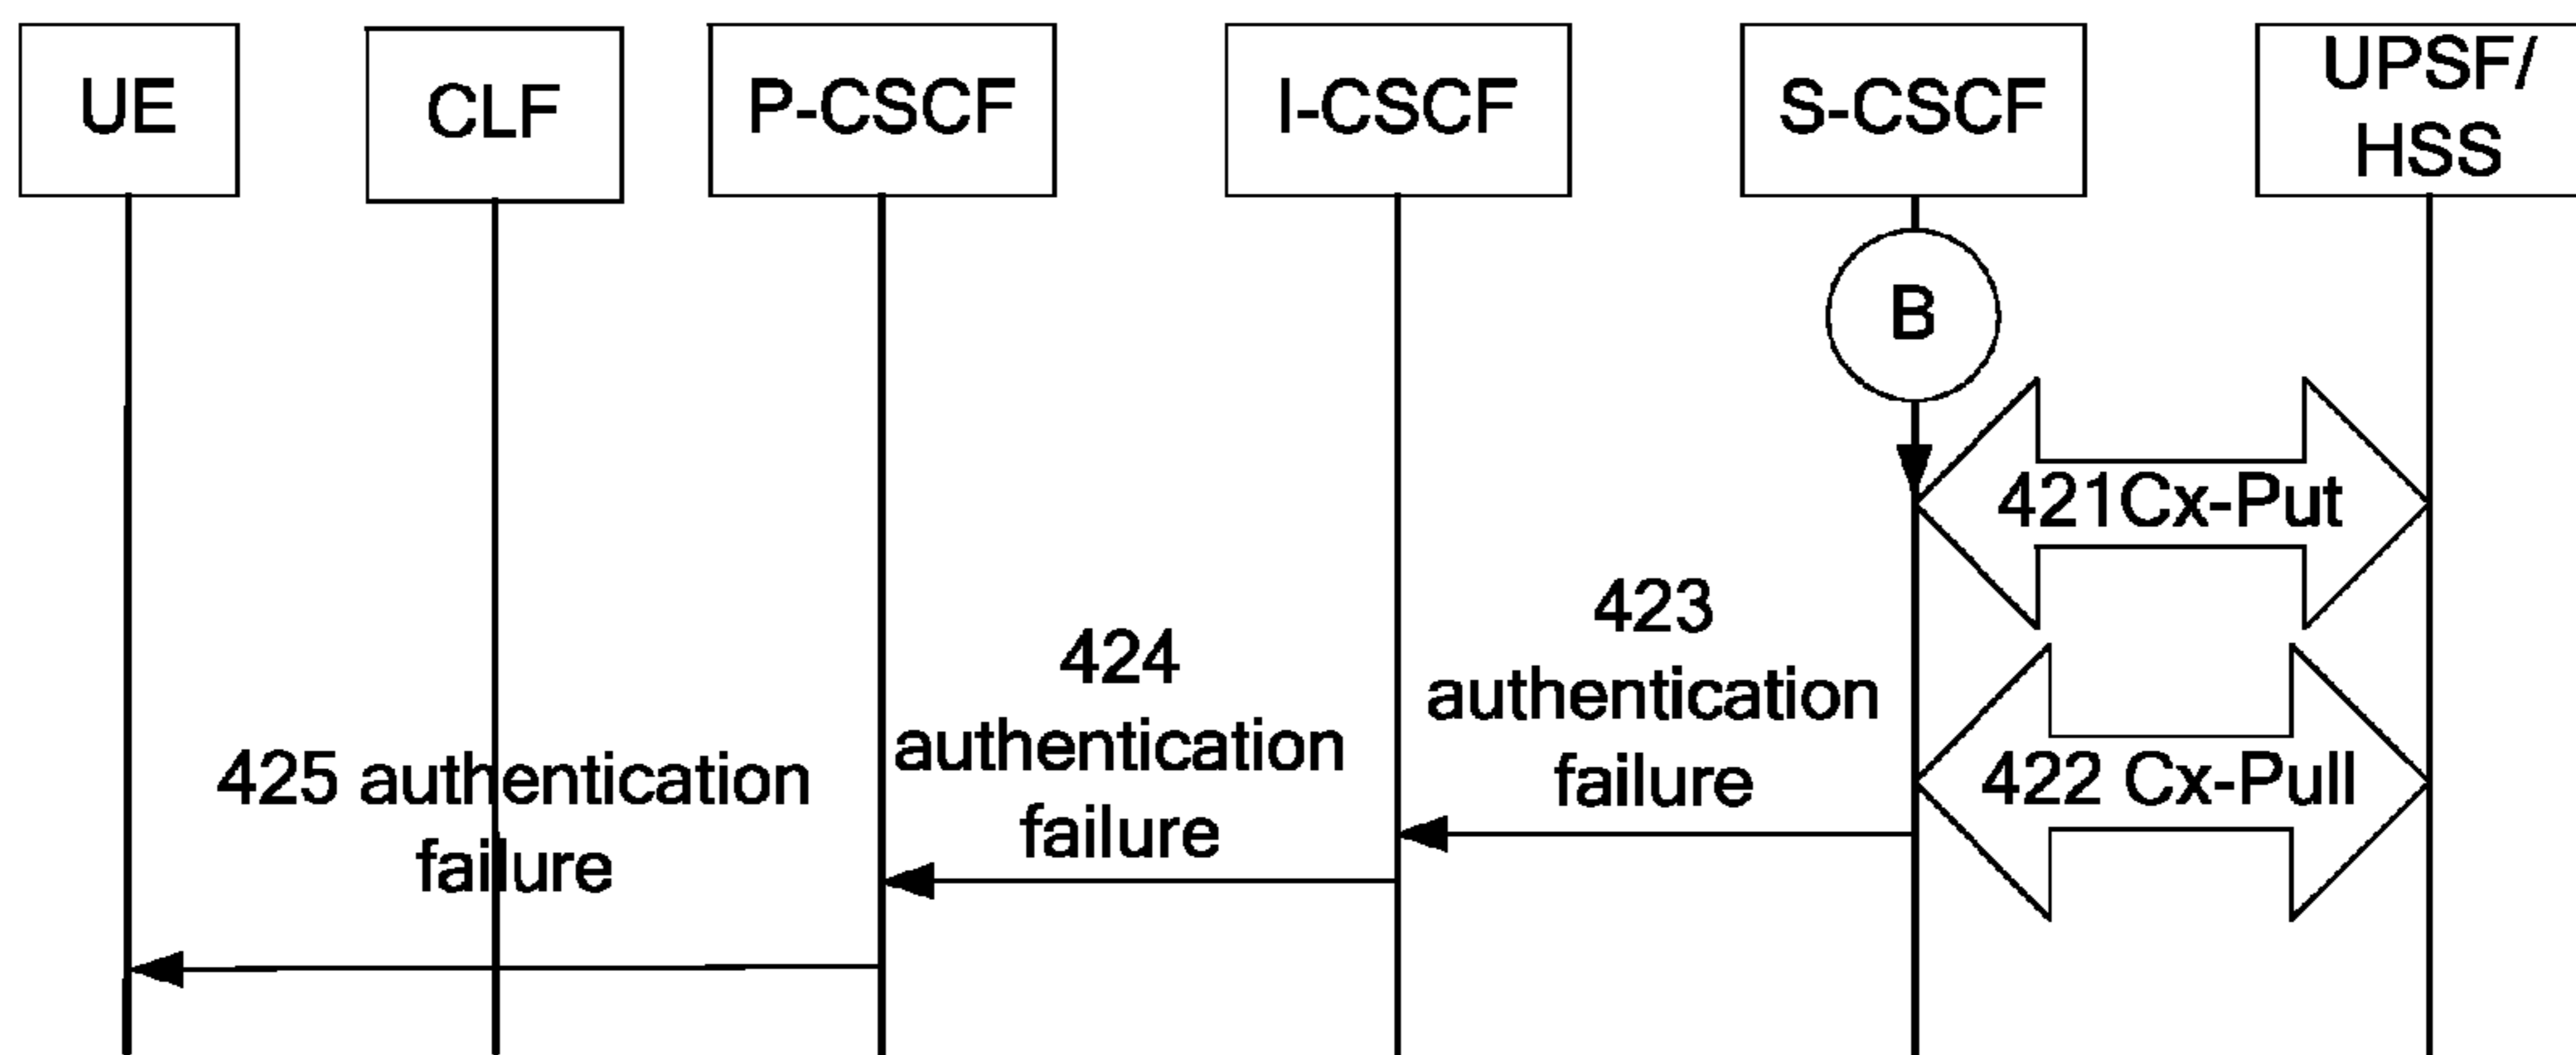 UE
CLF
P-CSCF
I-CSCF
S-CSCF
UPSF/
HSS
B
421Cx-Put
422 Cx-Pull
423
authentication
failure
424
authentication
failure
425 authentication
failure